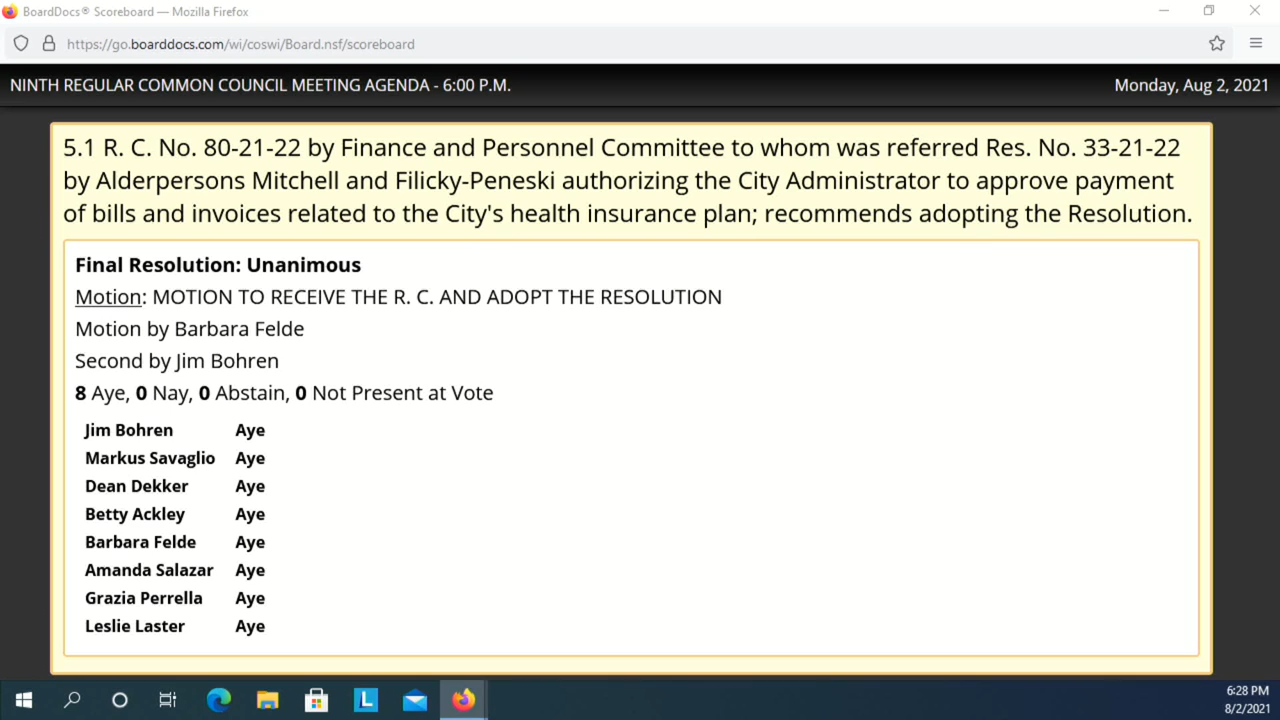 BoardDocs® Scoreboard — Mozilla Firefox
https://go.boarddocs.com/wi/coswi/Board.nsf/scoreboard
NINTH REGULAR COMMON COUNCIL MEETING AGENDA - 6:00 P.M. Monday, Aug 2, 2021
5.1 R. C. No. 80-21-22 by Finance and Personnel Committee to whom was referred Res. No. 33-21-22
by Alderpersons Mitchell and Filicky-Peneski authorizing the City Administrator to approve payment
of bills and invoices related to the City's health insurance plan; recommends adopting the Resolution.
Final Resolution: Unanimous
Motion: MOTION TO RECEIVE THE R. C. AND ADOPT THE RESOLUTION
Motion by Barbara Felde
Second by Jim Bohren
8 Aye, 0 Nay, 0 Abstain, 0 Not Present at Vote
Jim Bohren Aye
Markus Savaglio Aye
Dean Dekker Aye
Betty Ackley Aye
Barbara Felde Aye
Amanda Salazar Aye
Grazia Perrella Aye
Leslie Laster Aye
L
6:28 PM
8/2/2021